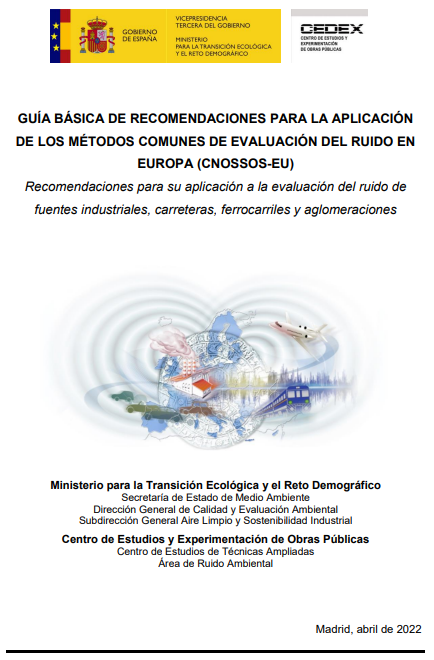 GOBIERNO
DE ESPAÑA
VICEPRESIDENCIA
TERCERA DEL GOBIERNO
MINISTERIO
PARA LA TRANSICIÓN ECOLÓGICA
Y EL RETO DEMOGRÁFICO
CEDEX
CENTRO DE ESTUDIOS Y
EXPERIMENTACIÓN
DE OBRAS PÚBLICAS
GUÍA BÁSICA DE RECOMENDACIONES PARA LA APLICACIÓN
DE LOS MÉTODOS COMUNES DE EVALUACIÓN DEL RUIDO EN
EUROPA (CNOSSOS-EU)
Recomendaciones para su aplicación a la evaluación del ruido de
fuentes industriales, carreteras, ferrocarriles y aglomeraciones
Ministerio para la Transición Ecológica y el Reto Demográfico
Secretaría de Estado de Medio Ambiente
Dirección General de Calidad y Evaluación Ambiental
Subdirección General Aire Limpio y Sostenibilidad Industrial
Centro de Estudios y Experimentación de Obras Públicas
Centro de Estudios de Técnicas Ampliadas
Área de Ruido Ambiental
Madrid, abril de 2022